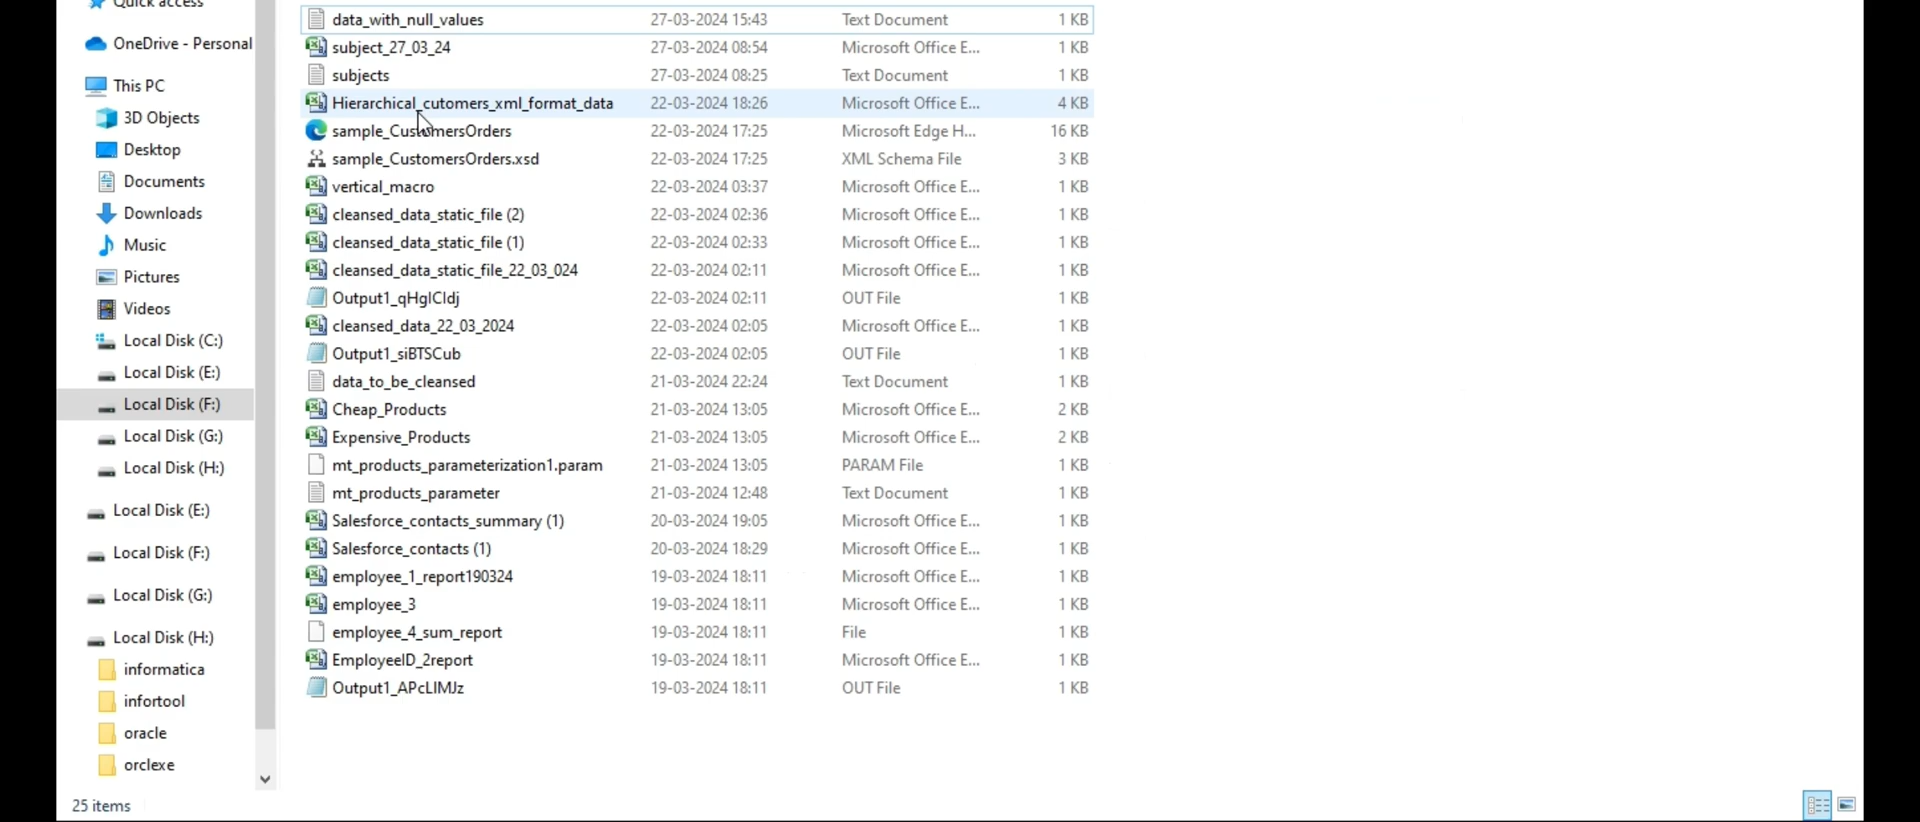 Quick access
OneDrive - Personal
This PC
3D Objects
Desktop
Documents
Downloads
Music
Pictures
Videos
Local Disk (C:)
Local Disk (E:)
Local Disk (F:)
Local Disk (G:)
Local Disk (H:)
Local Disk (E:)
Local Disk (F:)
Local Disk (G:)
Local Disk (H:)
informatica
infortool
oracle
orclexe
data_with_null_values 27-03-2024 15:43 Text Document 1 KB
subject_27_03_24 27-03-2024 08:54 Microsoft Office E... 1 KB
subjects 27-03-2024 08:25 Text Document 1 KB
Hierarchical_cutomers_xml_format_data 22-03-2024 18:26 Microsoft Office E... 4 KB
sample_CustomersOrders 22-03-2024 17:25 Microsoft Edge H... 16 KB
sample_CustomersOrders.xsd 22-03-2024 17:25 XML Schema File 3 KB
vertical_macro 22-03-2024 03:37 Microsoft Office E... 1 KB
cleansed_data_static_file (2) 22-03-2024 02:36 Microsoft Office E... 1 KB
cleansed_data_static_file (1) 22-03-2024 02:33 Microsoft Office E... 1 KB
cleansed_data_static_file_22_03_024 22-03-2024 02:11 Microsoft Office E... 1 KB
Output1_qHglCldj 22-03-2024 02:11 OUT File 1 KB
cleansed_data_22_03_2024 22-03-2024 02:05 Microsoft Office E... 1 KB
Output1_siBTSCub 22-03-2024 02:05 OUT File 1 KB
data_to_be_cleansed 21-03-2024 22:24 Text Document 1 KB
Cheap_Products 21-03-2024 13:05 Microsoft Office E... 2 KB
Expensive_Products 21-03-2024 13:05 Microsoft Office E... 2 KB
mt_products_parameterization1.param 21-03-2024 13:05 PARAM File 1 KB
mt_products_parameter 21-03-2024 12:48 Text Document 1 KB
Salesforce_contacts_summary (1) 20-03-2024 19:05 Microsoft Office E... 1 KB
Salesforce_contacts (1) 20-03-2024 18:29 Microsoft Office E... 1 KB
employee_1_report190324 19-03-2024 18:11 Microsoft Office E... 1 KB
employee_3 19-03-2024 18:11 Microsoft Office E... 1 KB
employee_4_sum_report 19-03-2024 18:11 File 1 KB
EmployeeID_2report 19-03-2024 18:11 Microsoft Office E... 1 KB
Output1_APcLIMJz 19-03-2024 18:11 OUT File 1 KB
25 items